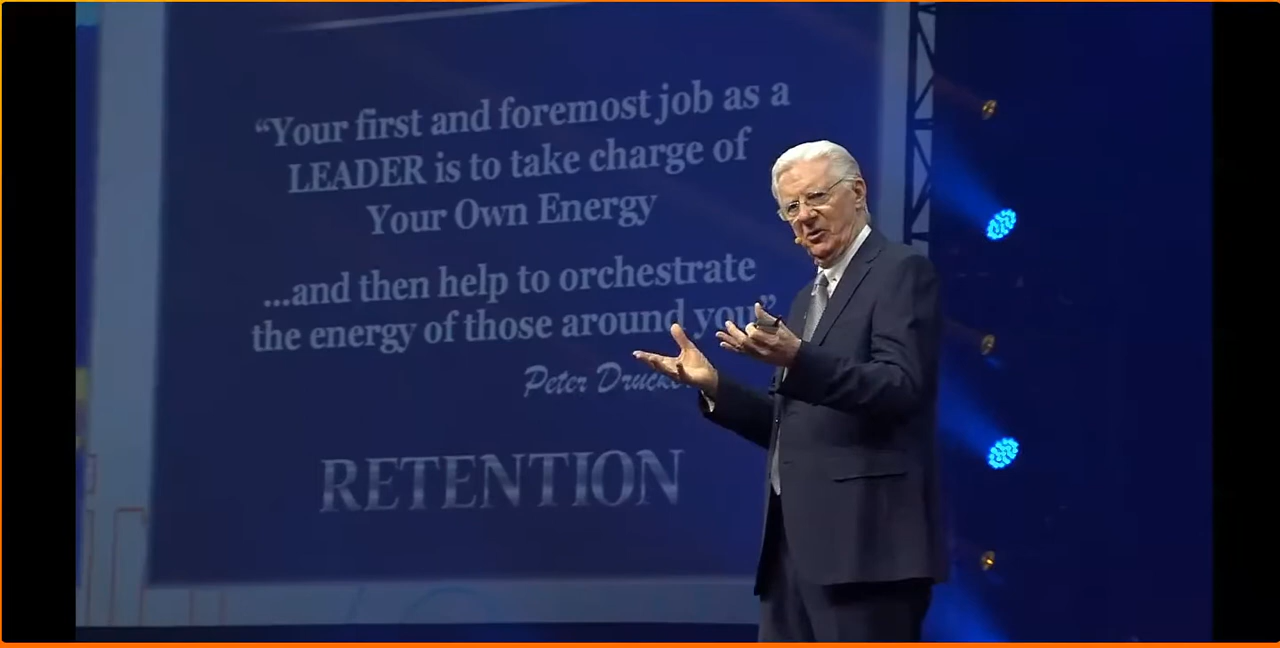 “Your first and foremost job as a
LEADER is to take charge of
Your Own Energy
...and then help to orchestrate
the energy of those around you”
Peter
RETENTION